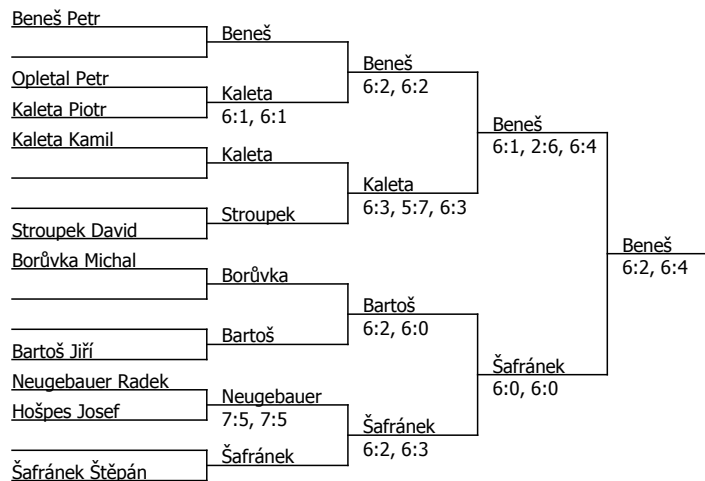 Beneš Petr
Opletal Petr
Kaleta Piotr
Kaleta Kamil
Stroupek David
Borůvka Michal
Bartoš Jiří
Neugebauer Radek
Hošpes Josef
Šafránek Štěpán
Beneš
Kaleta
6:1, 6:1
Kaleta
Stroupek
Borůvka
Bartoš
Neugebauer
7:5, 7:5
Šafránek
Beneš
6:2, 6:2
Kaleta
6:3, 5:7, 6:3
Bartoš
6:2, 6:0
Šafránek
6:2, 6:3
Beneš
6:1, 2:6, 6:4
Šafránek
6:0, 6:0
Beneš
6:2, 6:4